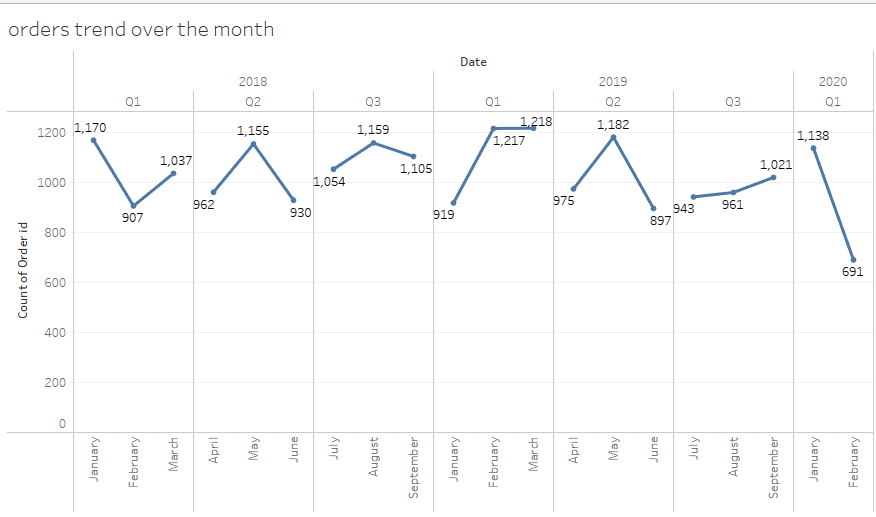 orders trend over the month
Date
2018 2019 2020
Q1 Q2 Q3 Q1 Q2 Q3 Q1
Count of Order id
1200
1000
800
600
400
200
0
1,170
907
1,037
962
1,155
930
1,054
1,159
1,105
919
1,217
1,218
975
1,182
897
943
961
1,021
1,138
691
January
February
March
April
May
June
July
August
September
January
February
March
April
May
June
July
August
September
January
February